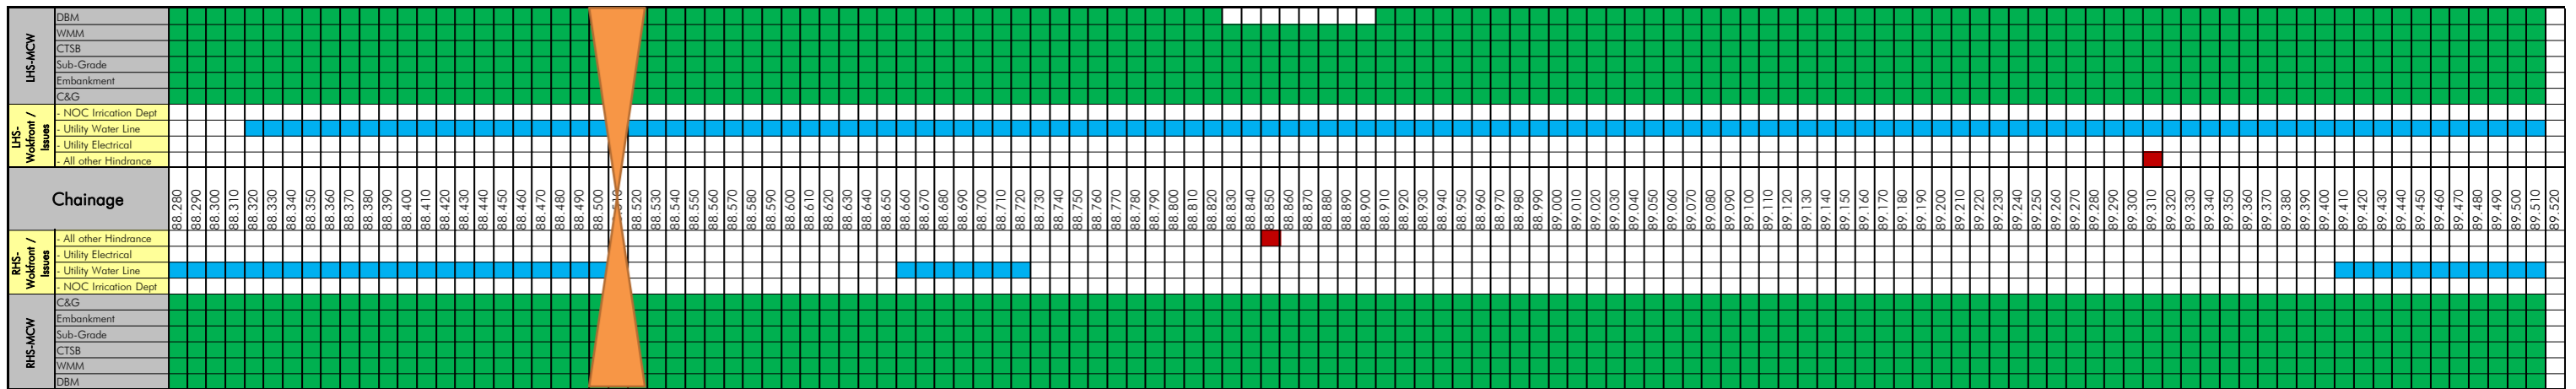 LHS-MCW
DBM
WMM
CTSB
Sub-Grade
Embankment
C&G
LHS-
Wokfront /
Issues
- NOC Irrication Dept
- Utility Water Line
- Utility Electrical
- All other Hindrance
Chainage
88.280 88.290 88.300 88.310 88.320 88.330 88.340 88.350 88.360 88.370 88.380 88.390 88.400 88.410 88.420 88.430 88.440 88.450 88.460 88.470 88.480 88.490 88.500 88.520 88.530 88.540 88.550 88.560 88.570 88.580 88.590 88.600 88.610 88.620 88.630 88.640 88.650 88.660 88.670 88.680 88.690 88.700 88.710 88.720 88.730 88.740 88.750 88.760 88.770 88.780 88.790 88.800 88.810 88.820 88.830 88.840 88.850 88.860 88.870 88.880 88.890 88.900 88.910 88.920 88.930 88.940 88.950 88.960 88.970 88.980 88.990 89.000 89.010 89.020 89.030 89.040 89.050 89.060 89.070 89.080 89.090 89.100 89.110 89.120 89.130 89.140 89.150 89.160 89.170 89.180 89.190 89.200 89.210 89.220 89.230 89.240 89.250 89.260 89.270 89.280 89.290 89.300 89.310 89.320 89.330 89.340 89.350 89.360 89.370 89.380 89.390 89.400 89.410 89.420 89.430 89.440 89.450 89.460 89.470 89.480 89.490 89.500 89.510 89.520
RHS-
Wokfront /
Issues
- All other Hindrance
- Utility Electrical
- Utility Water Line
- NOC Irrication Dept
RHS-MCW
C&G
Embankment
Sub-Grade
CTSB
WMM
DBM